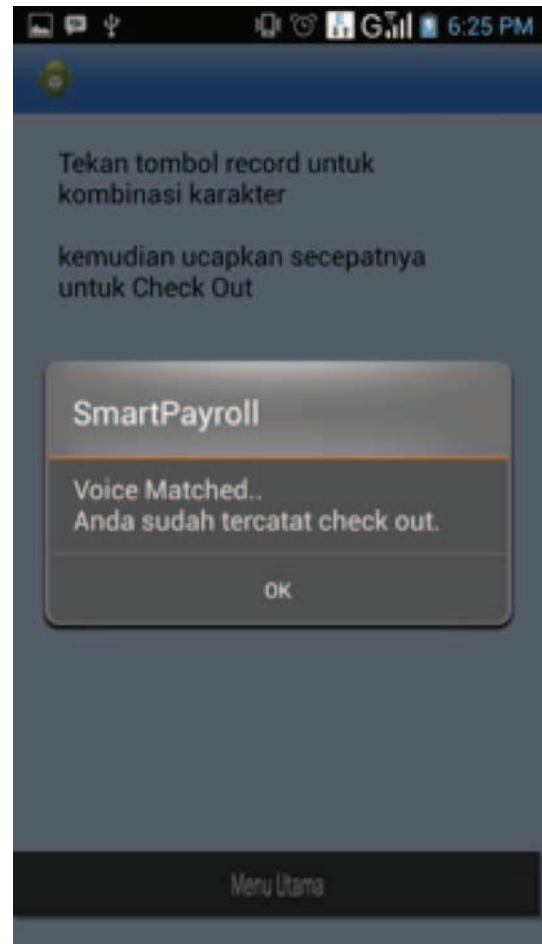 G 6:25 PM
Tekan tombol record untuk
kombinasi karakter
kemudian ucapkan secepatnya
untuk Check Out
SmartPayroll
Voice Matched..
Anda sudah tercatat check out.
OK
Menu Utama